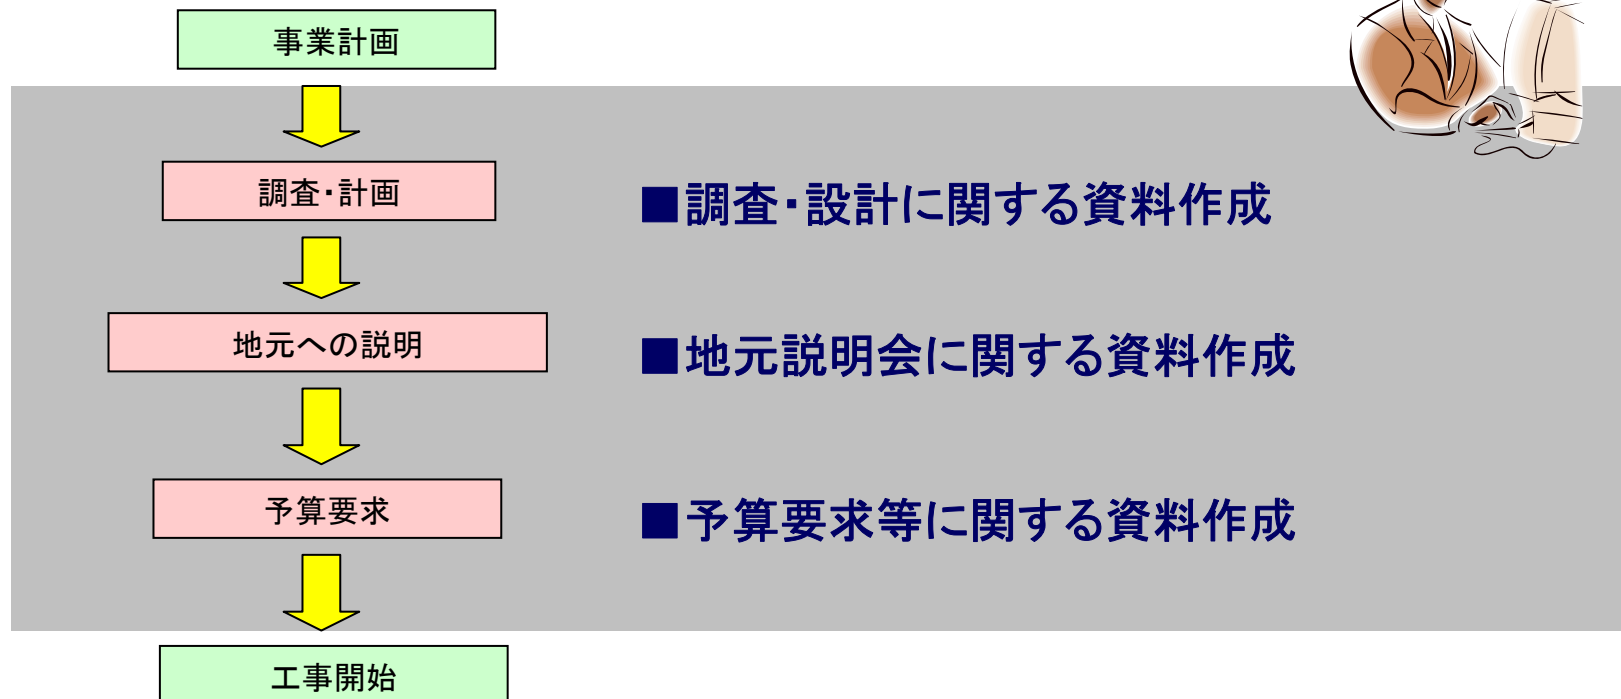 事業計画
調査・計画
■調査・設計に関する資料作成
地元への説明
■地元説明会に関する資料作成
予算要求
■予算要求等に関する資料作成
工事開始